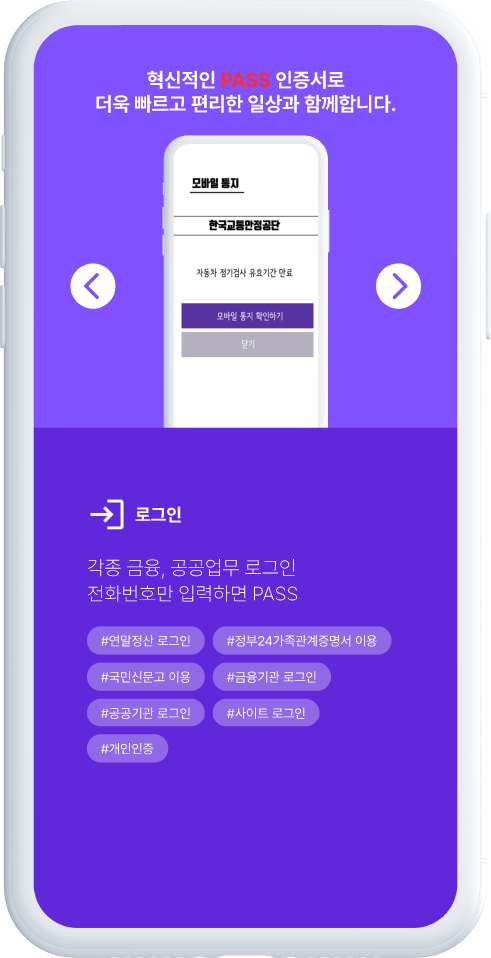 혁신적인 PASS 인증서로
더욱 빠르고 편리한 일상과 함께합니다.
모바일 통지
한국교통안정공단
자동차 정기검사 유효기간 만료
모바일 통지 확인하기
닫기
로그인
각종 금융, 공공업무 로그인
전화번호만 입력하면 PASS
#연말정산 로그인 #정부24가족관계증명서 이용
#국민신문고 이용 #금융기관 로그인
#공공기관 로그인 #사이트 로그인
#개인인증